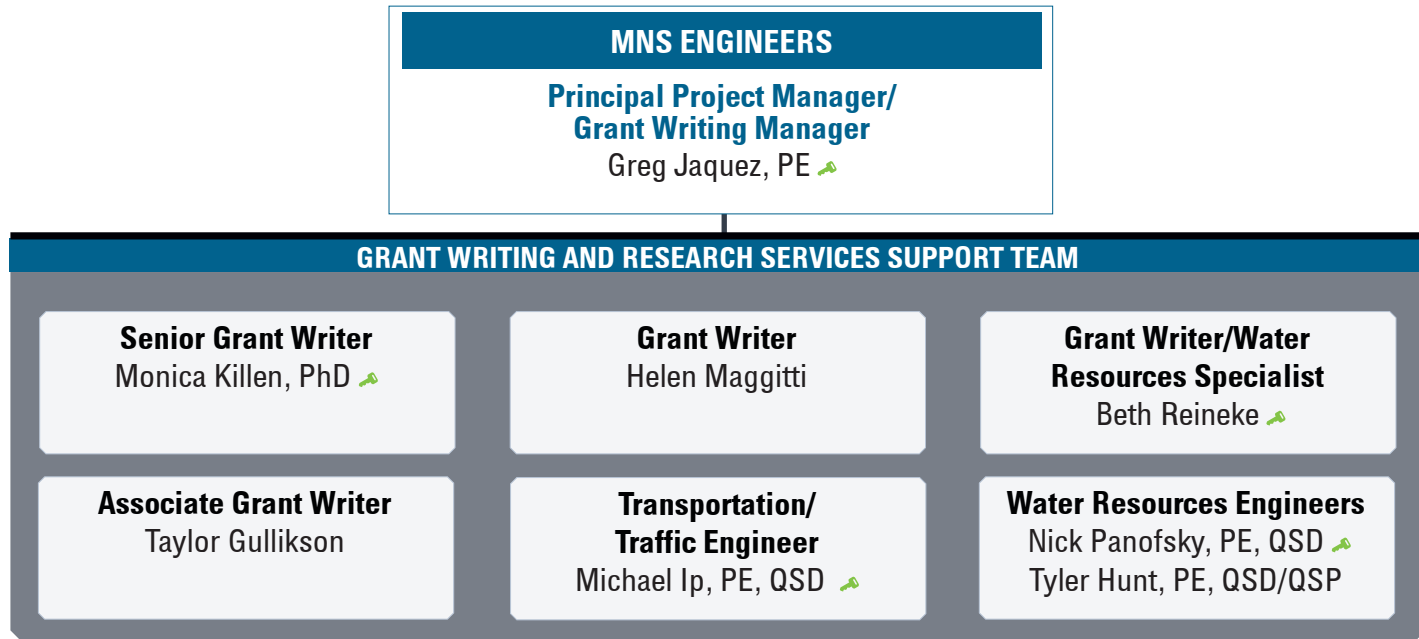 MNS ENGINEERS
Principal Project Manager/
Grant Writing Manager
Greg Jaquez, PE
GRANT WRITING AND RESEARCH SERVICES SUPPORT TEAM
Senior Grant Writer
Monica Killen, PhD
Grant Writer
Helen Maggitti
Grant Writer/Water
Resources Specialist
Beth Reineke
Associate Grant Writer
Taylor Gullikson
Transportation/
Traffic Engineer
Michael Ip, PE, QSD
Water Resources Engineers
Nick Panofsky, PE, QSD
Tyler Hunt, PE, QSD/QSP